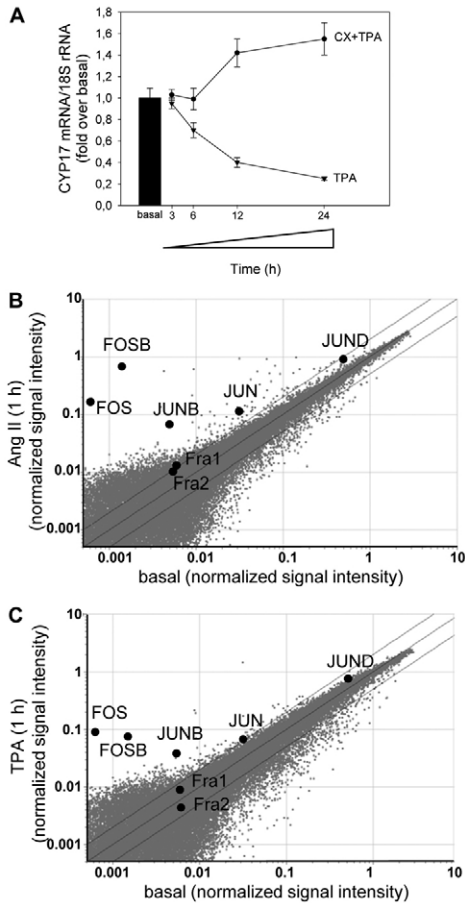 A
CYP17 mRNA/18S rRNA
(fold over basal)
1,8
1,6
1,4
1,2
1,0
0,8
0,6
0,4
0,2
0,0
CX+TPA
TPA
basal 3 6 12 24
Time (h)
B
Ang II (1 h)
(normalized signal intensity)
10
1
0.1
0.01
0.001
FOSB
JUND
FOS
JUN
JUNB
Fra1
Fra2
0.001 0.01 0.1 1 10
basal (normalized signal intensity)
C
TPA (1 h)
(normalized signal intensity)
10
1
0.1
0.01
0.001
JUND
FOS
JUN
JUNB
FOSB
Fra1
Fra2
0.001 0.01 0.1 1 10
basal (normalized signal intensity)